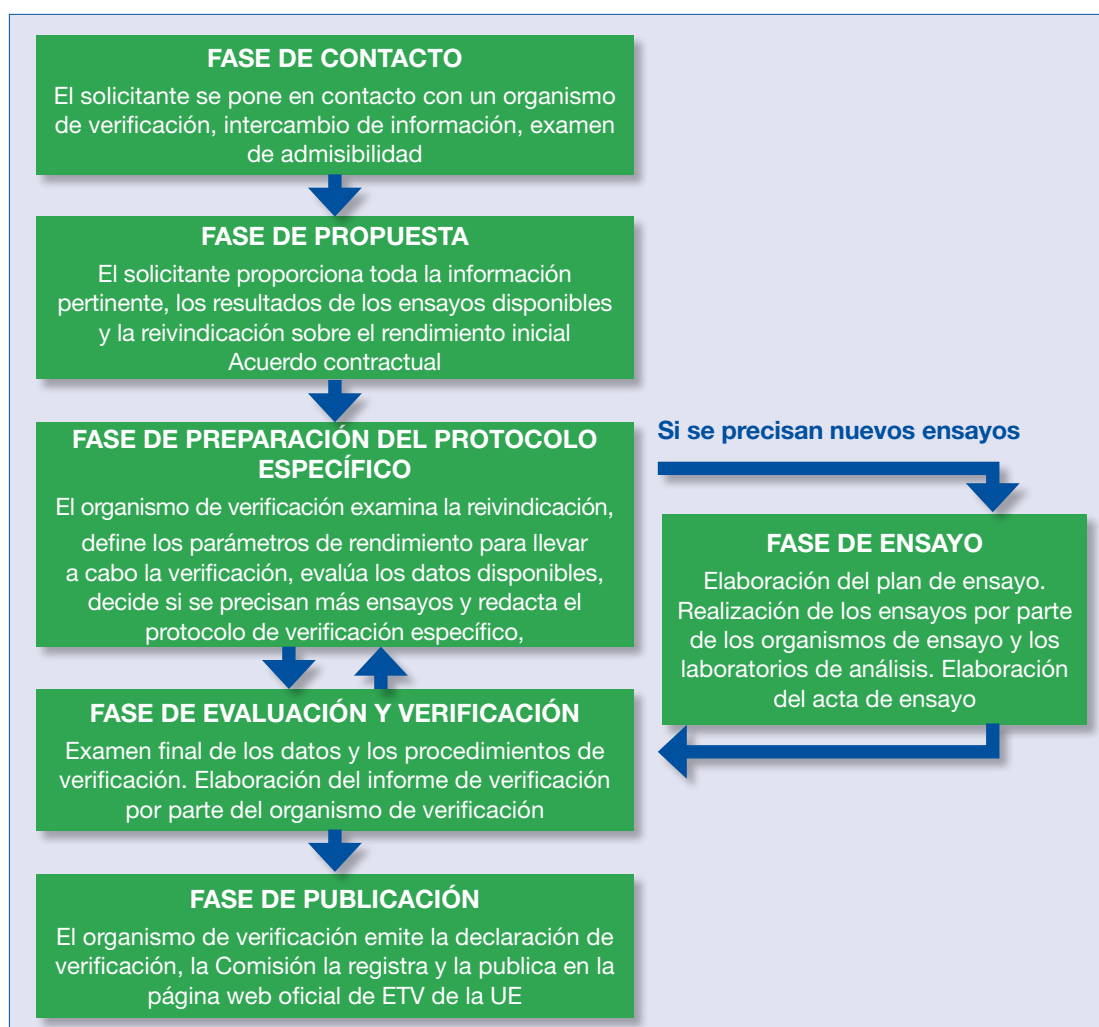 FASE DE CONTACTO
El solicitante se pone en contacto con un organismo
de verificación, intercambio de información, examen
de admisibilidad
FASE DE PROPUESTA
El solicitante proporciona toda la información
pertinente, los resultados de los ensayos disponibles
y la reivindicación sobre el rendimiento inicial
Acuerdo contractual
FASE DE PREPARACIÓN DEL PROTOCOLO
ESPECÍFICO
El organismo de verificación examina la reivindicación,
define los parámetros de rendimiento para llevar
a cabo la verificación, evalúa los datos disponibles,
decide si se precisan más ensayos y redacta el
protocolo de verificación específico,
Si se precisan nuevos ensayos
FASE DE ENSAYO
Elaboración del plan de ensayo.
Realización de los ensayos por parte
de los organismos de ensayo y los
laboratorios de análisis. Elaboración
del acta de ensayo
FASE DE EVALUACIÓN Y VERIFICACIÓN
Examen final de los datos y los procedimientos de
verificación. Elaboración del informe de verificación
por parte del organismo de verificación
FASE DE PUBLICACIÓN
El organismo de verificación emite la declaración de
verificación, la Comisión la registra y la publica en la
página web oficial de ETV de la UE